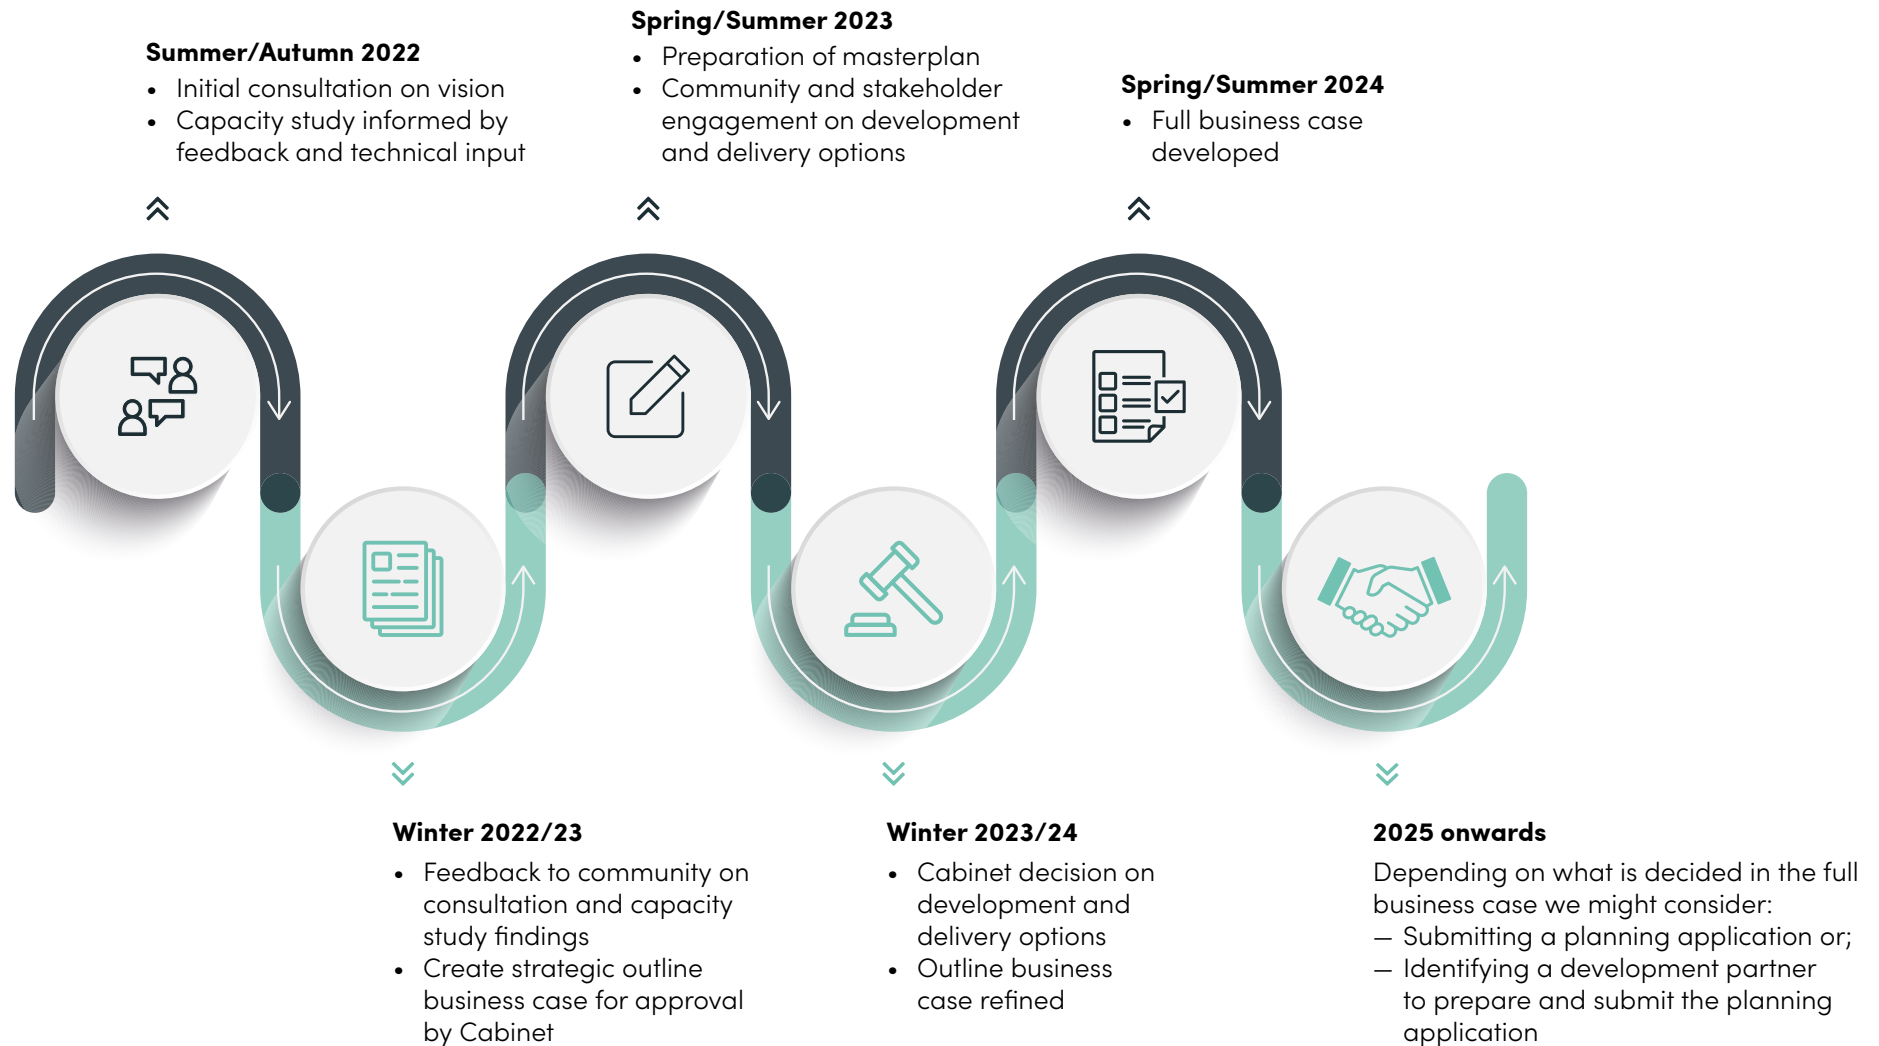 Summer/Autumn 2022
• Initial consultation on vision
• Capacity study informed by
feedback and technical input
Winter 2022/23
• Feedback to community on
consultation and capacity
study findings
• Create strategic outline
business case for approval
by Cabinet
Spring/Summer 2023
• Preparation of masterplan
• Community and stakeholder
engagement on development
and delivery options
Winter 2023/24
• Cabinet decision on
development and
delivery options
• Outline business
case refined
Spring/Summer 2024
• Full business case
developed
2025 onwards
Depending on what is decided in the full
business case we might consider:
— Submitting a planning application or;
— Identifying a development partner
to prepare and submit the planning
application